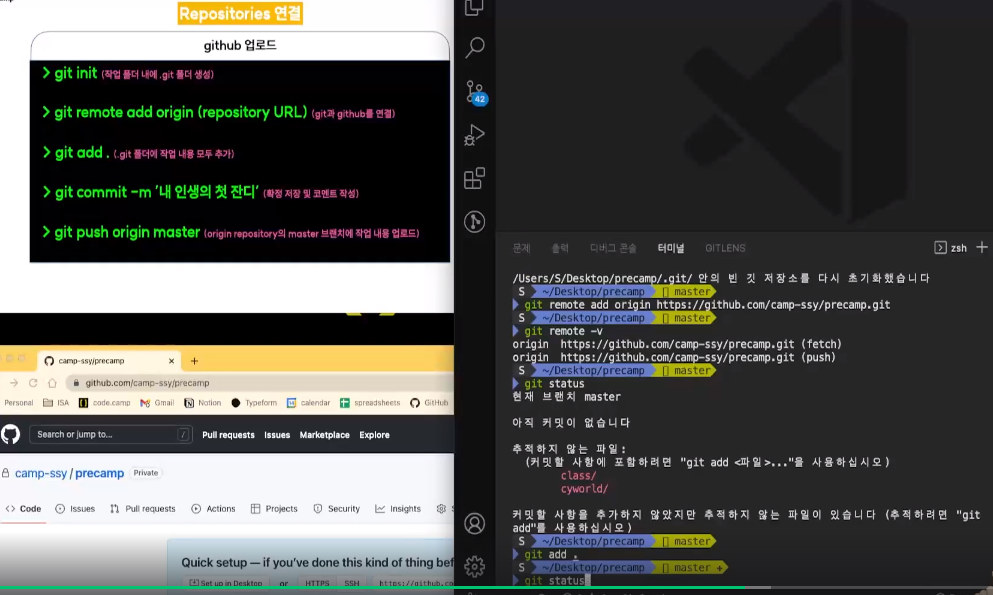 Repositories 연결
github 업로드
> git init (작업 폴더 내에 .git 폴더 생성)
> git remote add origin (repository URL) (git과 github를 연결)
> git add . (.git 폴더에 작업 내용 모두 추가)
> git commit -m '내 인생의 첫 잔디' (확정 저장 및 코멘트 작성)
> git push origin master (origin repository의 master 브랜치에 작업 내용 업로드)
camp-ssy/precamp
github.com/camp-ssy/precamp
Personal ISA code.camp Gmail Notion Typeform calendar spreadsheets GitHub
Search or jump to... /
Pull requests Issues Marketplace Explore
camp-ssy / precamp Private
<> Code Issues Pull requests Actions Projects Security Insights
Quick setup — if you've done this kind of thing bef
Set up in Desktop or HTTPS SSH https://github.co
42
문제 출력 디버그 콘솔 터미널 GITLENS zsh
/Users/S/Desktop/precamp/.git/ 안의 빈 깃 저장소를 다시 초기화했습니다
S ~/Desktop/precamp master
git remote add origin https://github.com/camp-ssy/precamp.git
S ~/Desktop/precamp master
git remote -v
origin https://github.com/camp-ssy/precamp.git (fetch)
origin https://github.com/camp-ssy/precamp.git (push)
S ~/Desktop/precamp master
git status
현재 브랜치 master
아직 커밋이 없습니다
추적하지 않는 파일:
(커밋할 사항에 포함하려면 "git add <파일>..."을 사용하십시오)
class/
cyworld/
커밋할 사항을 추가하지 않았지만 추적하지 않는 파일이 있습니다 (추적하려면 "git
add"를 사용하십시오)
S ~/Desktop/precamp master
git add .
S ~/Desktop/precamp master +
git status